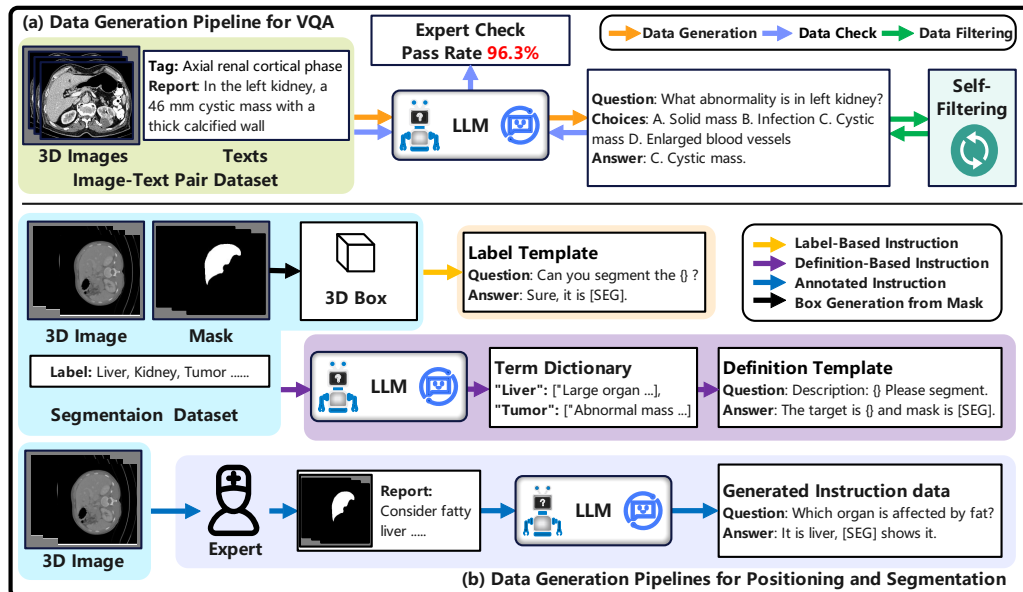 (a) Data Generation Pipeline for VQA
Tag: Axial renal cortical phase
Report: In the left kidney, a
46 mm cystic mass with a
thick calcified wall
3D Images
Texts
Image-Text Pair Dataset
Expert Check
Pass Rate 96.3%
LLM
Data Generation
Data Check
Data Filtering
Question: What abnormality is in left kidney?
Choices: A. Solid mass B. Infection C. Cystic
mass D. Enlarged blood vessels
Answer: C. Cystic mass.
Self-
Filtering
3D Image
Mask
3D Box
Label Template
Question: Can you segment the {} ?
Answer: Sure, it is [SEG].
Label-Based Instruction
Definition-Based Instruction
Annotated Instruction
Box Generation from Mask
Label: Liver, Kidney, Tumor ......
Segmentaion Dataset
LLM
Term Dictionary
"Liver": ["Large organ ...],
"Tumor": ["Abnormal mass ...]
Definition Template
Question: Description: {} Please segment.
Answer: The target is {} and mask is [SEG].
3D Image
Expert
Report:
Consider fatty
liver .....
LLM
Generated Instruction data
Question: Which organ is affected by fat?
Answer: It is liver, [SEG] shows it.
(b) Data Generation Pipelines for Positioning and Segmentation